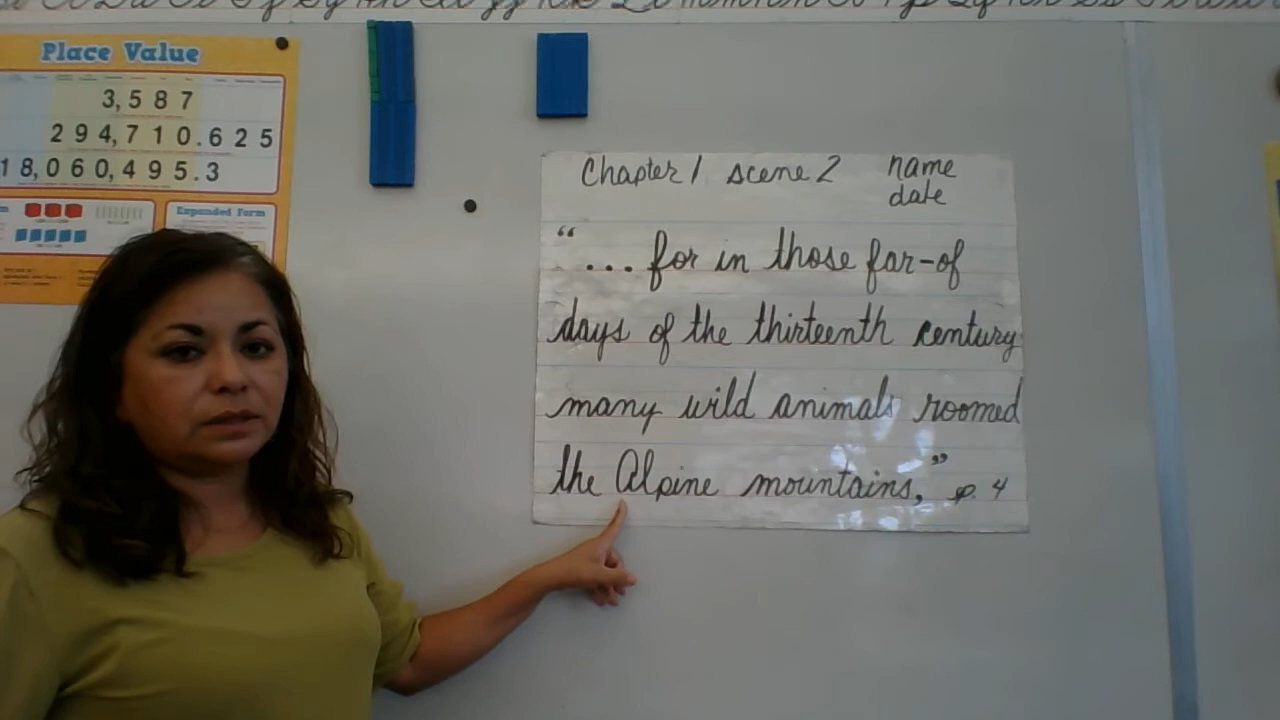 Place Value
3,587
294,710.625
18,060,495.3
Expanded Form
Chapter 1 scene 2 name
date
"... for in those far-of
days of the thirteenth century
many wild animals roomed
the Alpine mountains," p. 4